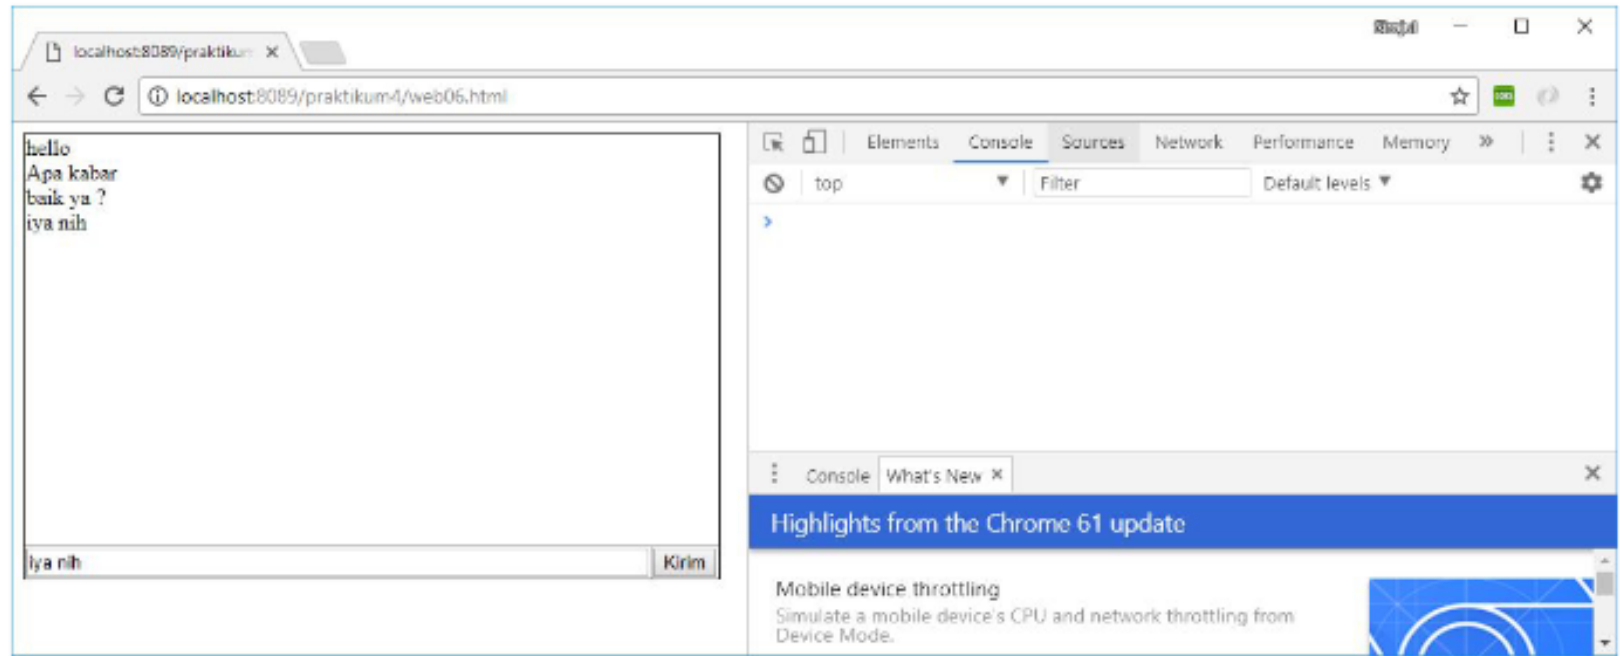 localhost:8089/praktikum
localhost:8089/praktikum4/web06.html
hello
Apa kabar
baik ya ?
iya nih
iya nih
Kirim
Elements Console Sources Network Performance Memory
top Filter Default levels
Console What's New
Highlights from the Chrome 61 update
Mobile device throttling
Simulate a mobile device's CPU and network throttling from
Device Mode.